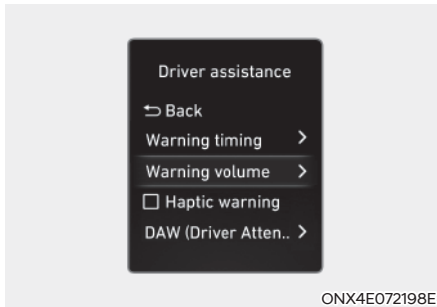 Driver assistance
Back
Warning timing
Warning volume
Haptic warning
DAW (Driver Atten..
ONX4E072198E